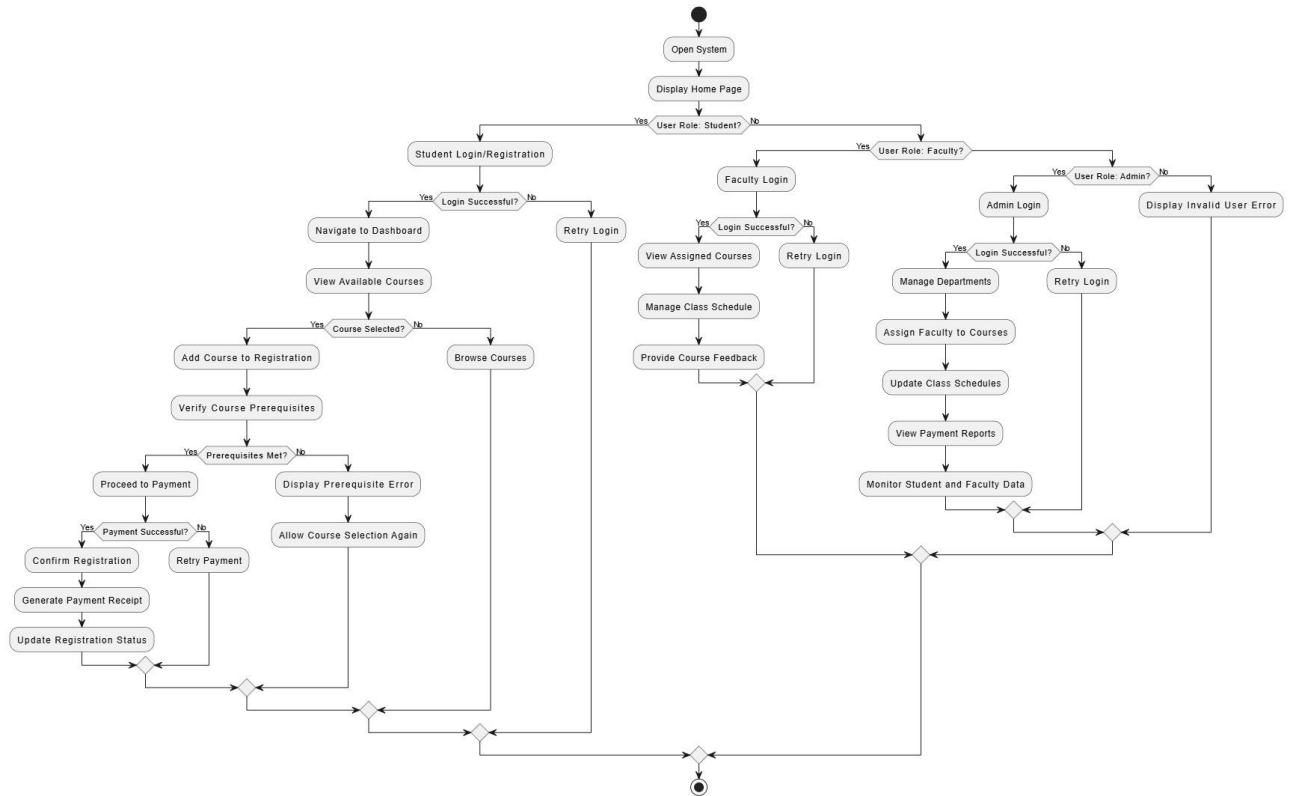 Open System
Display Home Page
Yes User Role: Student? No
Student Login/Registration
Yes Login Successful? No
Navigate to Dashboard
Retry Login
View Available Courses
Yes Course Selected? No
Add Course to Registration
Browse Courses
Verify Course Prerequisites
Yes Prerequisites Met? No
Proceed to Payment
Display Prerequisite Error
Yes Payment Successful? No
Allow Course Selection Again
Confirm Registration
Retry Payment
Generate Payment Receipt
Update Registration Status
Yes User Role: Faculty? No
Faculty Login
Yes Login Successful? No
View Assigned Courses
Retry Login
Manage Class Schedule
Provide Course Feedback
Yes User Role: Admin? No
Admin Login
Display Invalid User Error
Yes Login Successful? No
Manage Departments
Retry Login
Assign Faculty to Courses
Update Class Schedules
View Payment Reports
Monitor Student and Faculty Data